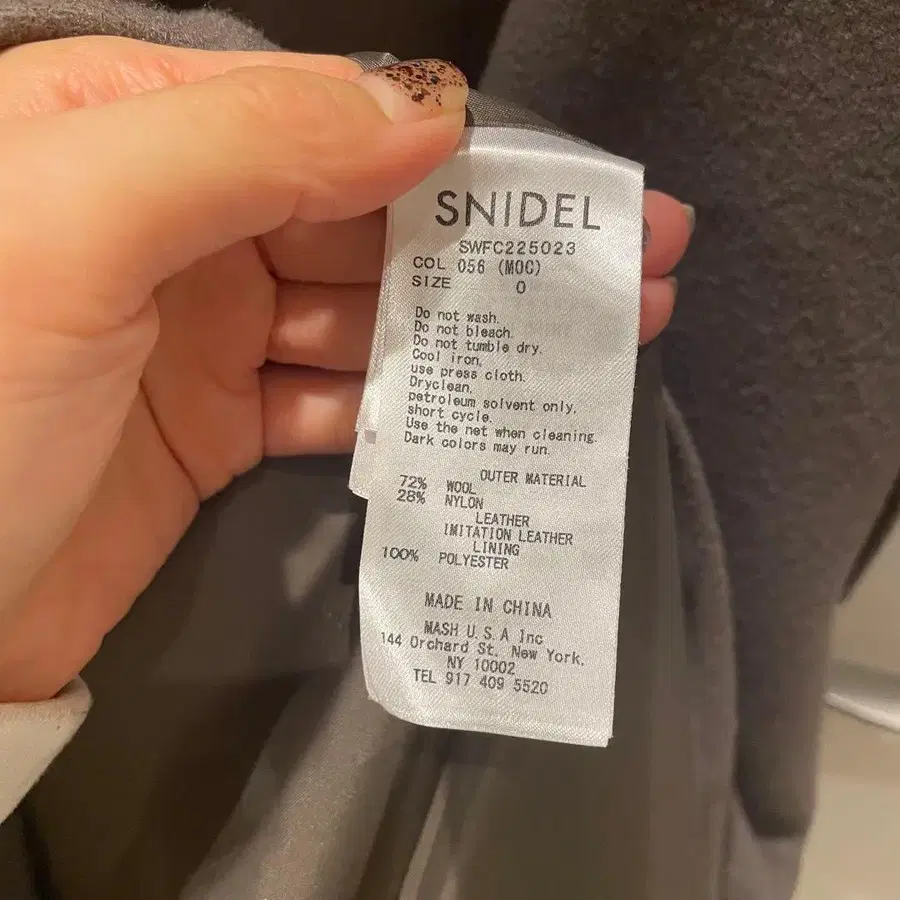 SNIDEL
SWFC225023
COL 056 (MOC)
SIZE 0
Do not wash.
Do not bleach.
Do not tumble dry.
Cool iron.
use press cloth.
Dryclean.
petroleum solvent only.
short cycle.
Use the net when cleaning.
Dark colors may run.
OUTER MATERIAL
72% WOOL
28% NYLON
LEATHER
IMITATION LEATHER
LINING
100% POLYESTER
MADE IN CHINA
MASH U.S.A Inc
144 Orchard St. New York.
NY 10002
TEL 917 409 5520